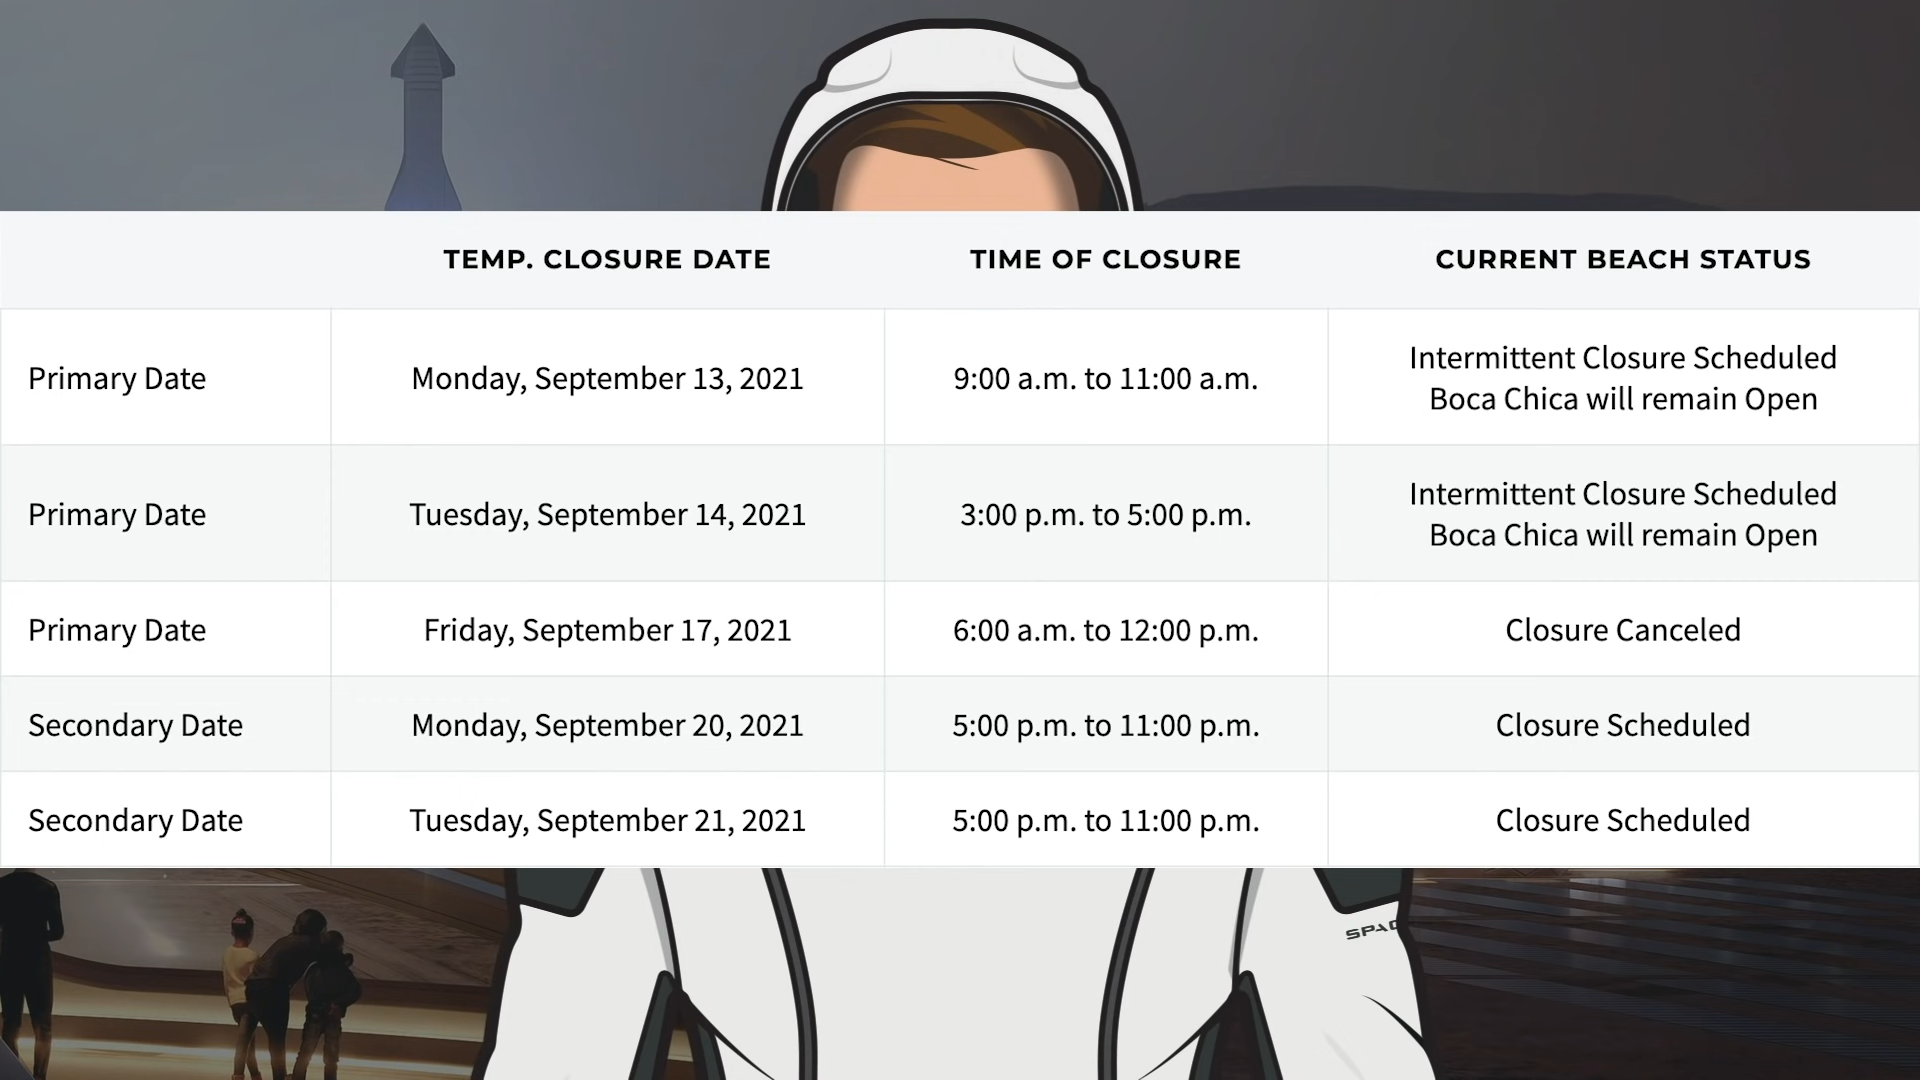 TEMP. CLOSURE DATE TIME OF CLOSURE CURRENT BEACH STATUS
Primary Date Monday, September 13, 2021 9:00 a.m. to 11:00 a.m. Intermittent Closure Scheduled
Boca Chica will remain Open
Primary Date Tuesday, September 14, 2021 3:00 p.m. to 5:00 p.m. Intermittent Closure Scheduled
Boca Chica will remain Open
Primary Date Friday, September 17, 2021 6:00 a.m. to 12:00 p.m. Closure Canceled
Secondary Date Monday, September 20, 2021 5:00 p.m. to 11:00 p.m. Closure Scheduled
Secondary Date Tuesday, September 21, 2021 5:00 p.m. to 11:00 p.m. Closure Scheduled